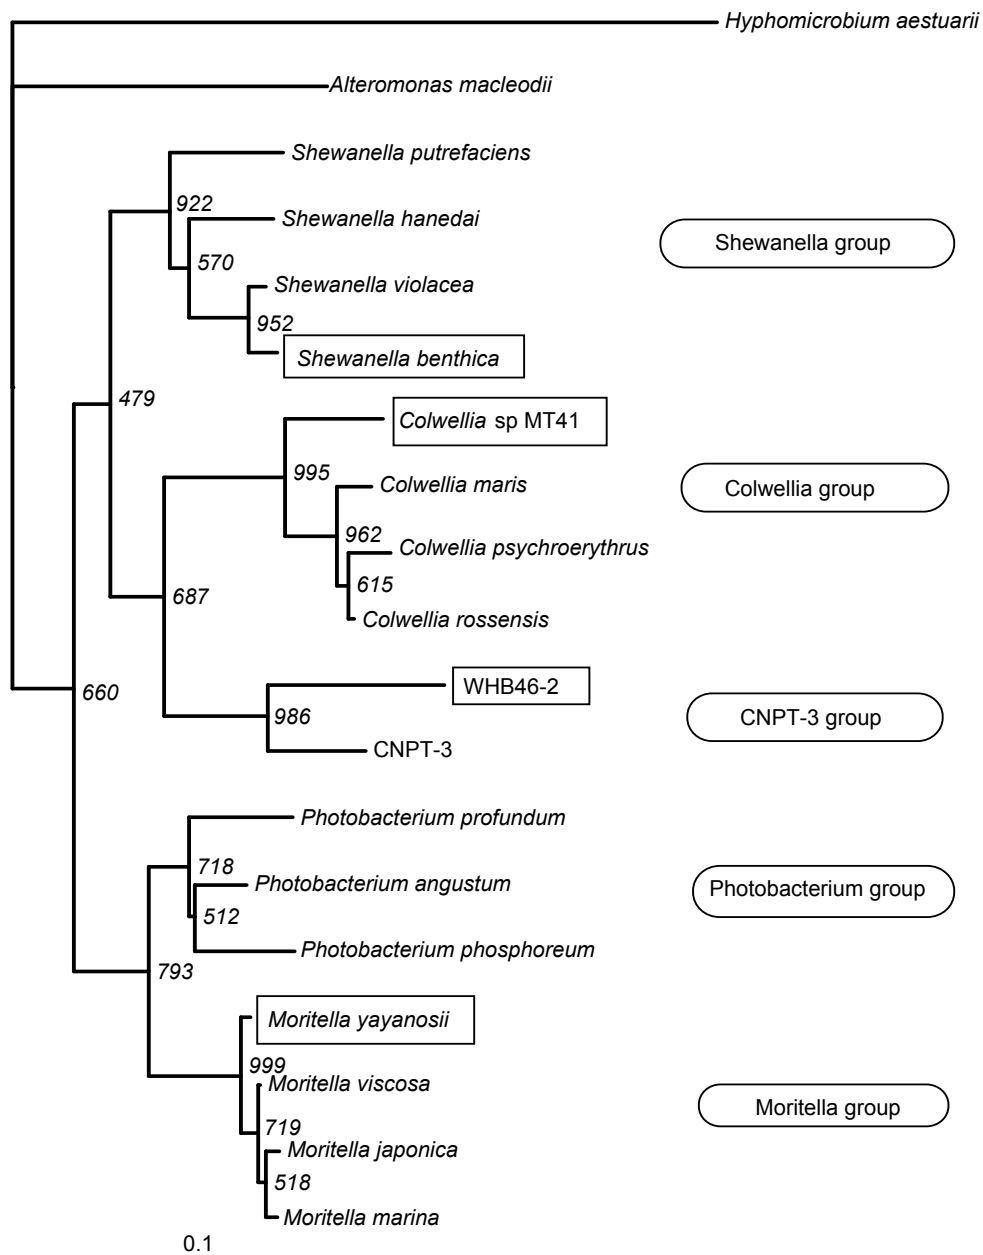 Hyphomicrobium aestuarii
Alteromonas macleodii
Shewanella putrefaciens
922
Shewanella hanedai
Shewanella group
570
Shewanella violacea
952
Shewanella benthica
479
Colwellia sp MT41
995
Colwellia maris
Colwellia group
962
Colwellia psychroerythrus
615
687
Colwellia rossensis
660
WHB46-2
986
CNPT-3 group
CNPT-3
Photobacterium profundum
718
Photobacterium angustum
Photobacterium group
512
Photobacterium phosphoreum
793
Moritella yayanosii
999
Moritella viscosa
Moritella group
719
Moritella japonica
518
Moritella marina
0.1